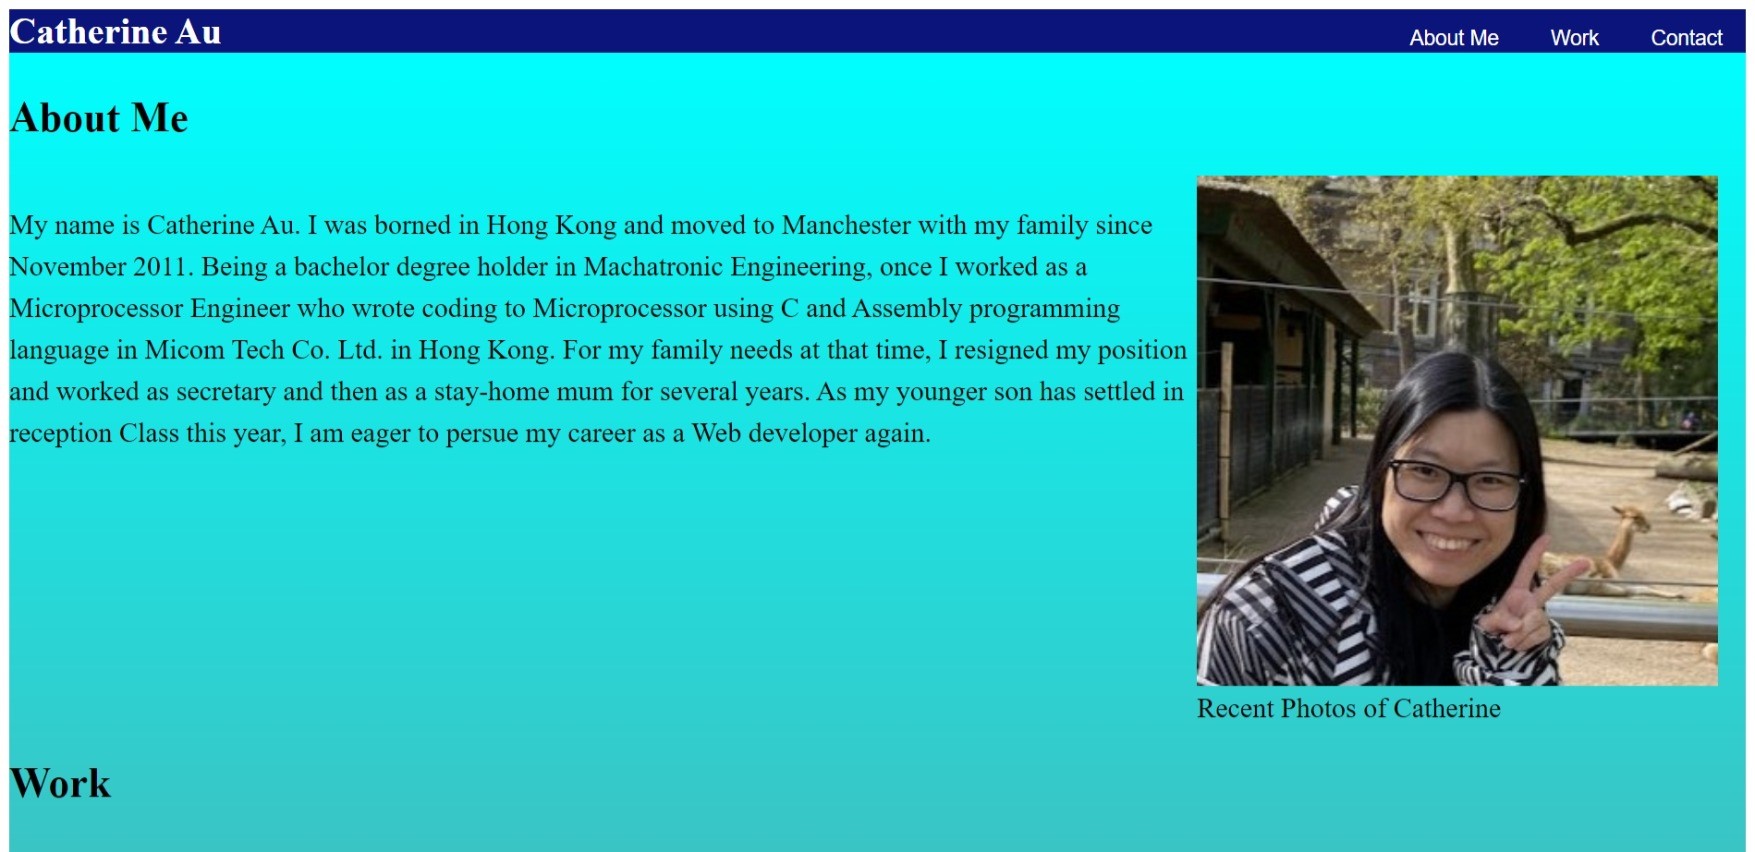 Catherine Au
About Me Work Contact
About Me
My name is Catherine Au. I was borned in Hong Kong and moved to Manchester with my family since
November 2011. Being a bachelor degree holder in Machatronic Engineering, once I worked as a
Microprocessor Engineer who wrote coding to Microprocessor using C and Assembly programming
language in Micom Tech Co. Ltd. in Hong Kong. For my family needs at that time, I resigned my position
and worked as secretary and then as a stay-home mum for several years. As my younger son has settled in
reception Class this year, I am eager to persue my career as a Web developer again.
Recent Photos of Catherine
Work